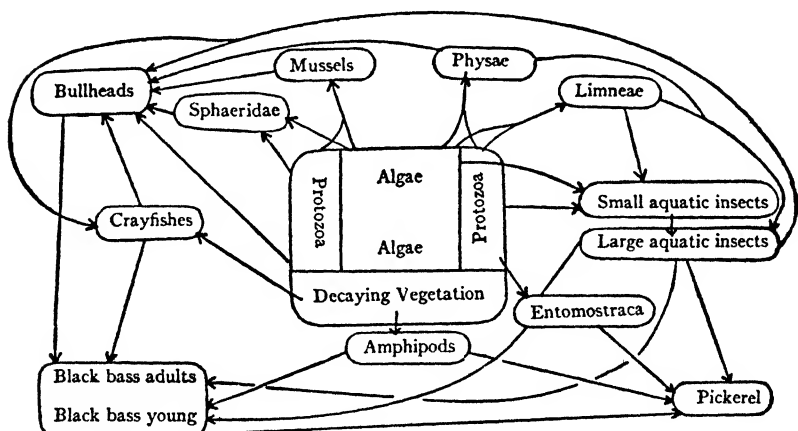 Mussels
Physae
Bullheads
Limneae
Sphaeridae
Protozoa
Algae
Protozoa
Small aquatic insects
Crayfishes
Large aquatic insects
Algae
Decaying Vegetation
Entomostraca
Amphipods
Black bass adults
Pickerel
Black bass young